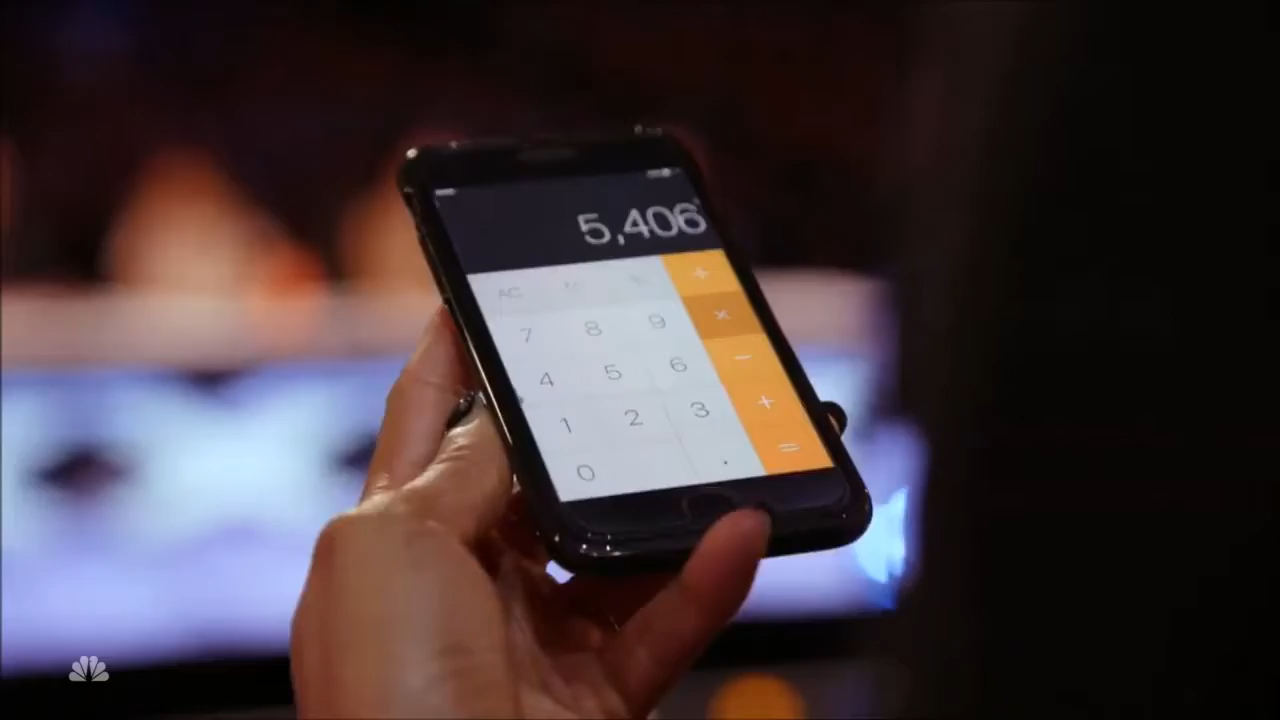 5,406
AC
7 8 9 ×
4 5 6 −
1 2 3 +
0 . =